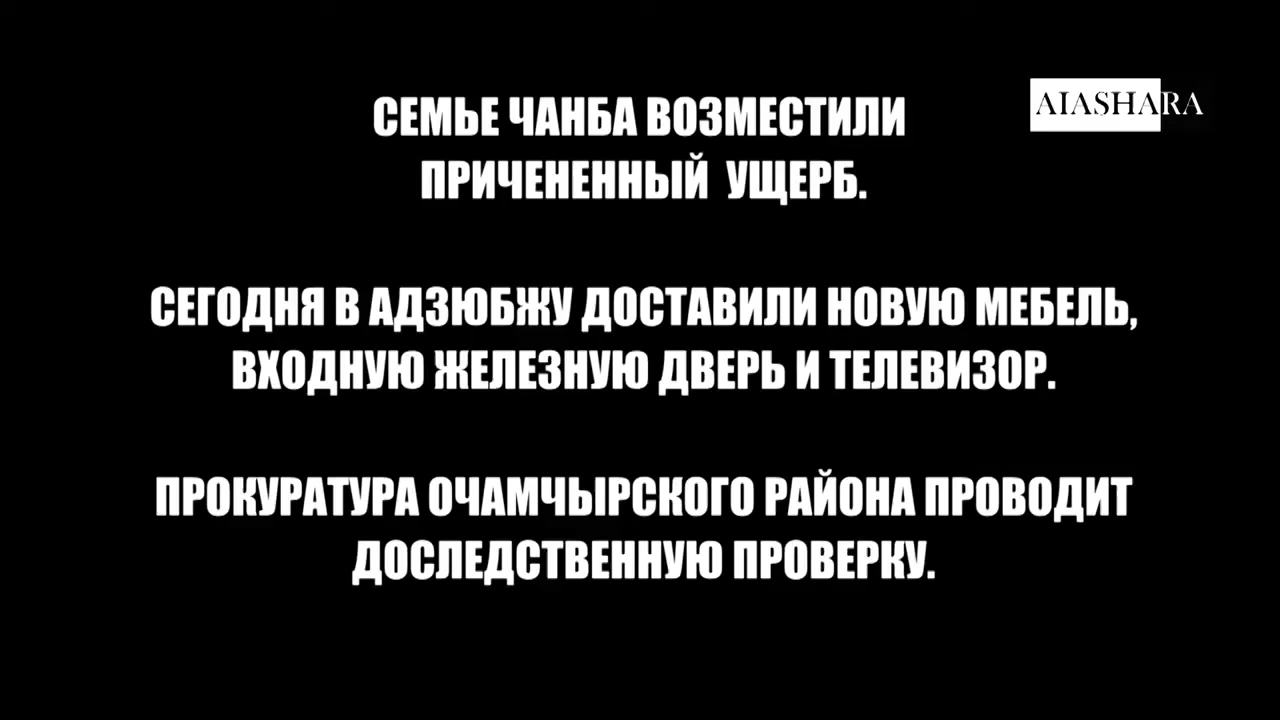 СЕМЬЕ ЧАНБА ВОЗМЕСТИЛИ
ПРИЧЕНЕННЫЙ УЩЕРБ.
AIASHARA
СЕГОДНЯ В АДЗЮБЖУ ДОСТАВИЛИ НОВУЮ МЕБЕЛЬ,
ВХОДНУЮ ЖЕЛЕЗНУЮ ДВЕРЬ И ТЕЛЕВИЗОР.
ПРОКУРАТУРА ОЧАМЧЫРСКОГО РАЙОНА ПРОВОДИТ
ДОСЛЕДСТВЕННУЮ ПРОВЕРКУ.